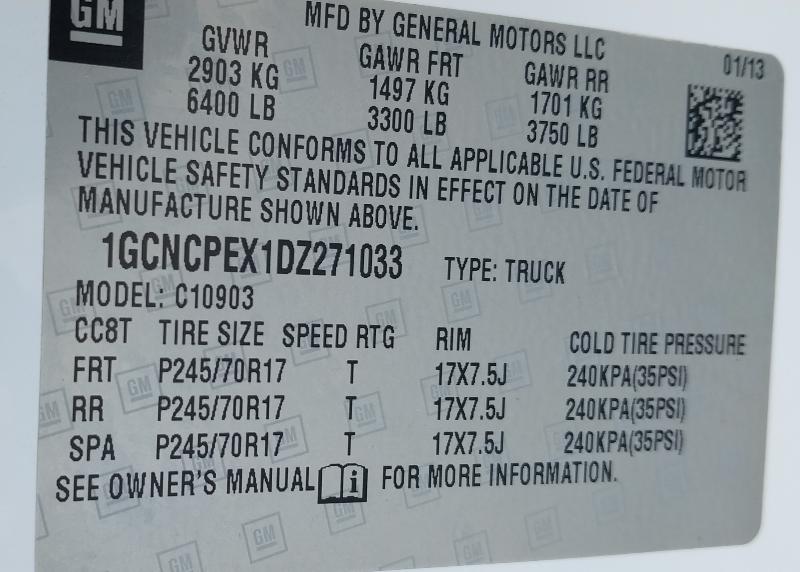 GM
MFD BY GENERAL MOTORS LLC
01/13
GVWR GAWR FRT GAWR RR
2903 KG 1497 KG 1701 KG
6400 LB 3300 LB 3750 LB
THIS VEHICLE CONFORMS TO ALL APPLICABLE U.S. FEDERAL MOTOR
VEHICLE SAFETY STANDARDS IN EFFECT ON THE DATE OF
MANUFACTURE SHOWN ABOVE.
1GCNCPEX1DZ271033 TYPE: TRUCK
MODEL: C10903
CC8T TIRE SIZE SPEED RTG RIM COLD TIRE PRESSURE
FRT P245/70R17 T 17X7.5J 240KPA(35PSI)
RR P245/70R17 T 17X7.5J 240KPA(35PSI)
SPA P245/70R17 T 17X7.5J 240KPA(35PSI)
SEE OWNER'S MANUAL i FOR MORE INFORMATION.